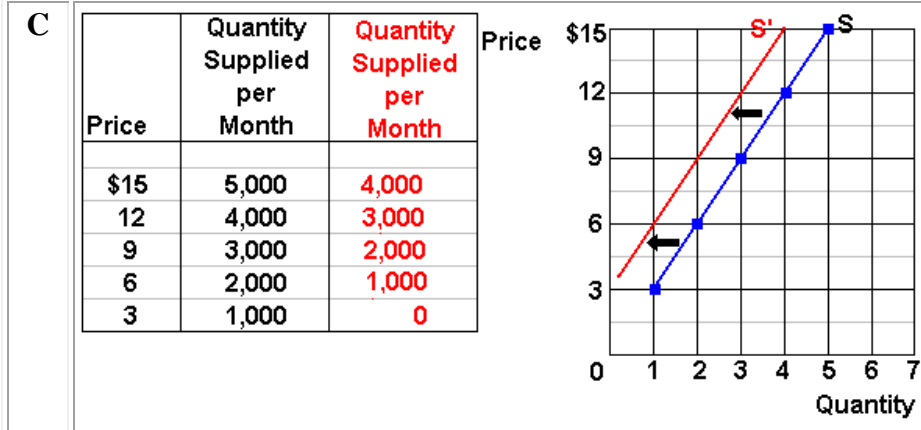 C
Price
Quantity
Supplied
per
Month
Quantity
Supplied
per
Month
$15 5,000 4,000
12 4,000 3,000
9 3,000 2,000
6 2,000 1,000
3 1,000 0
Price
$15
12
9
6
3
0 1 2 3 4 5 6 7
Quantity
S'
S